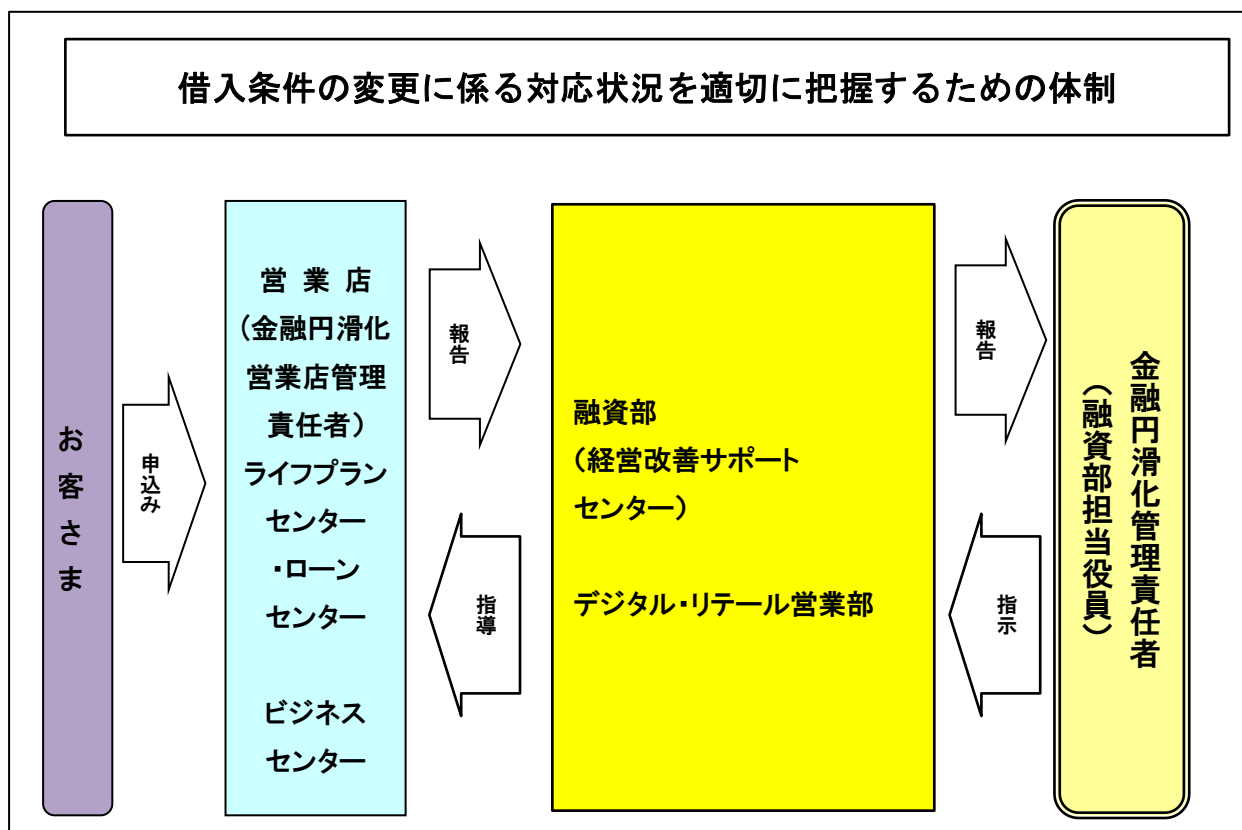 借入条件の変更に係る対応状況を適切に把握するための体制
お客さま
申込み
営業店
(金融円滑化
営業店管理
責任者)
ライフプラン
センター
・ローン
センター
ビジネス
センター
報告
指導
融資部
(経営改善サポート
センター)
デジタル・リテール営業部
報告
指示
金融円滑化管理責任者
(融資部担当役員)